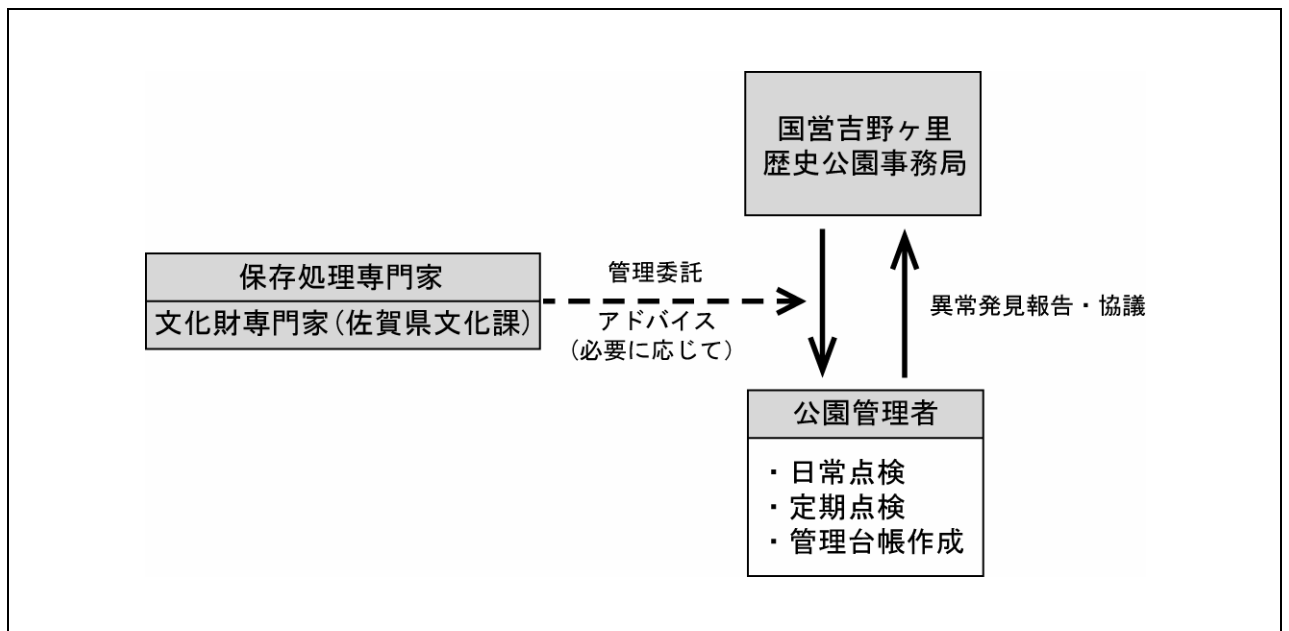 国営吉野ヶ里
歴史公園事務局
保存処理専門家
文化財専門家(佐賀県文化課)
管理委託
アドバイス
(必要に応じて)
異常発見報告・協議
公園管理者
・日常点検
・定期点検
・管理台帳作成